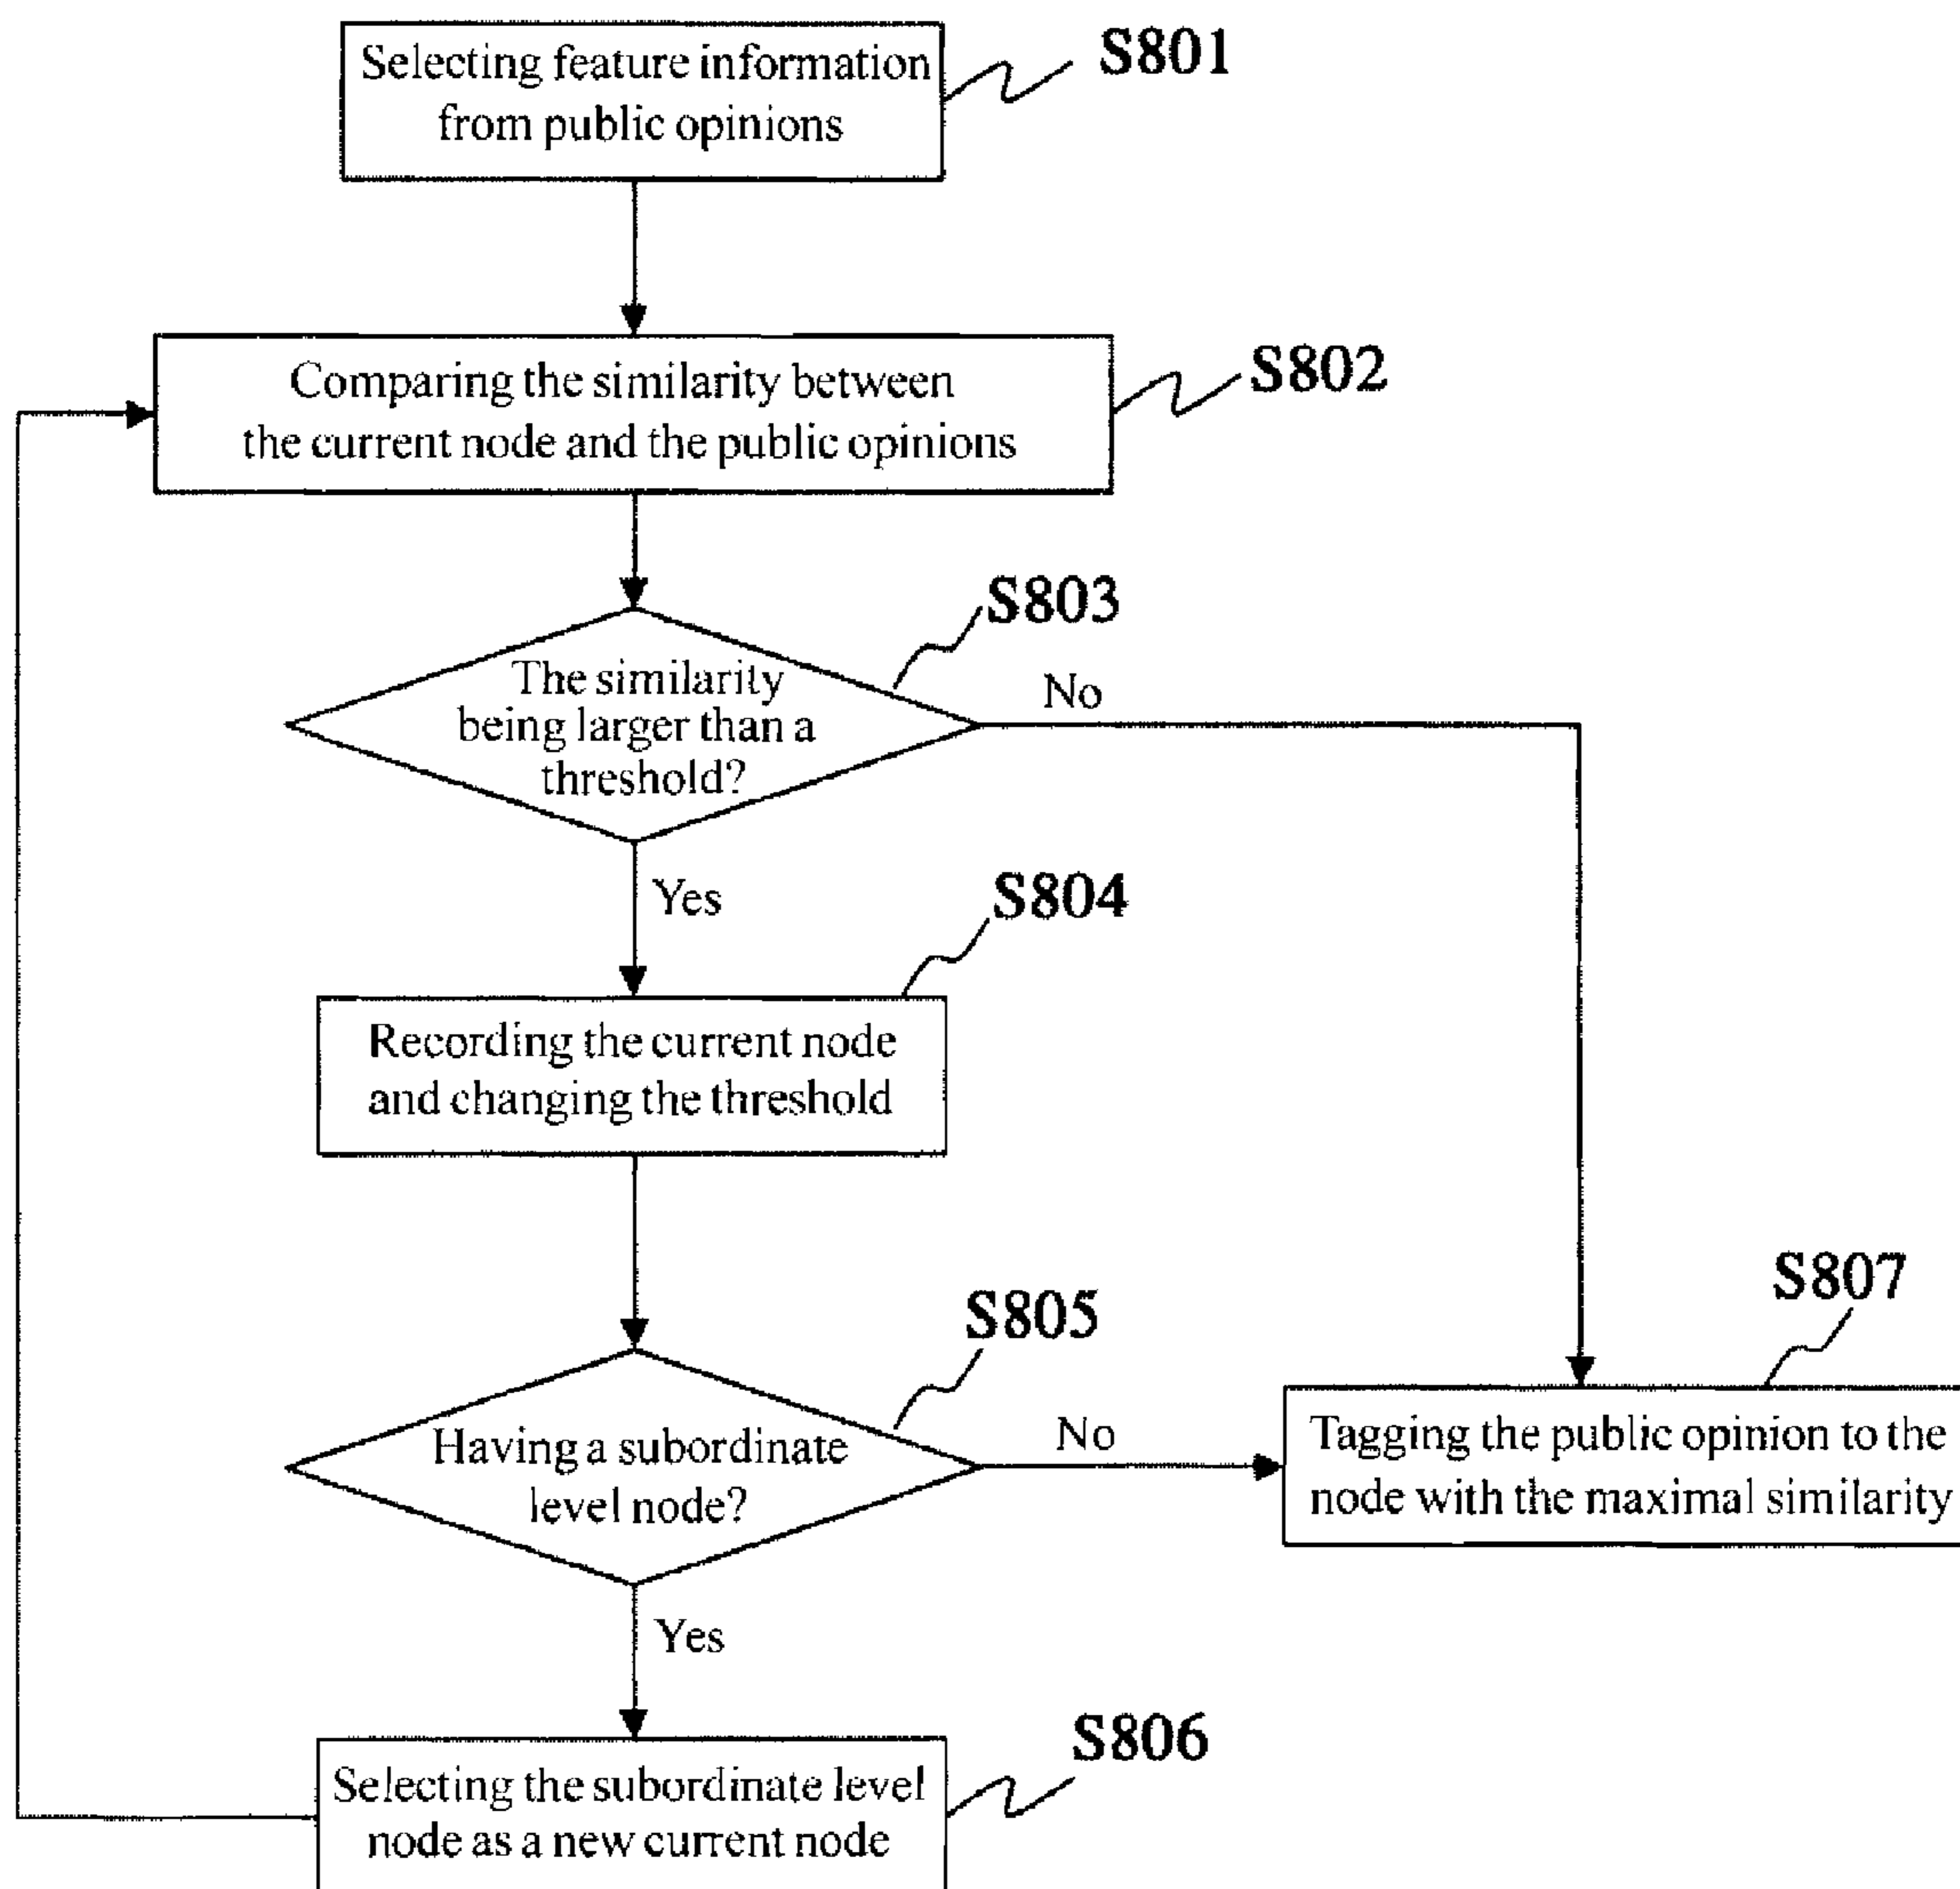 Selecting feature information
from public opinions
S801
Comparing the similarity between
the current node and the public opinions
S802
The similarity
being larger than a
threshold?
S803
No
Yes
Recording the current node
and changing the threshold
S804
Having a subordinate
level node?
S805
No
Tagging the public opinion to the
node with the maximal similarity
S807
Yes
Selecting the subordinate level
node as a new current node
S806